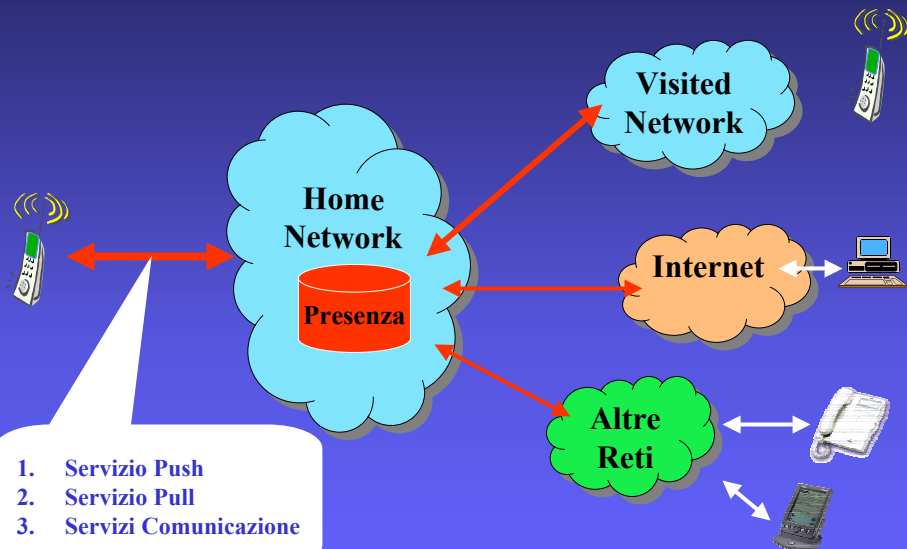 Visited
Network
Home
Network
Presenza
Internet
Altre
Reti
1. Servizio Push
2. Servizio Pull
3. Servizi Comunicazione